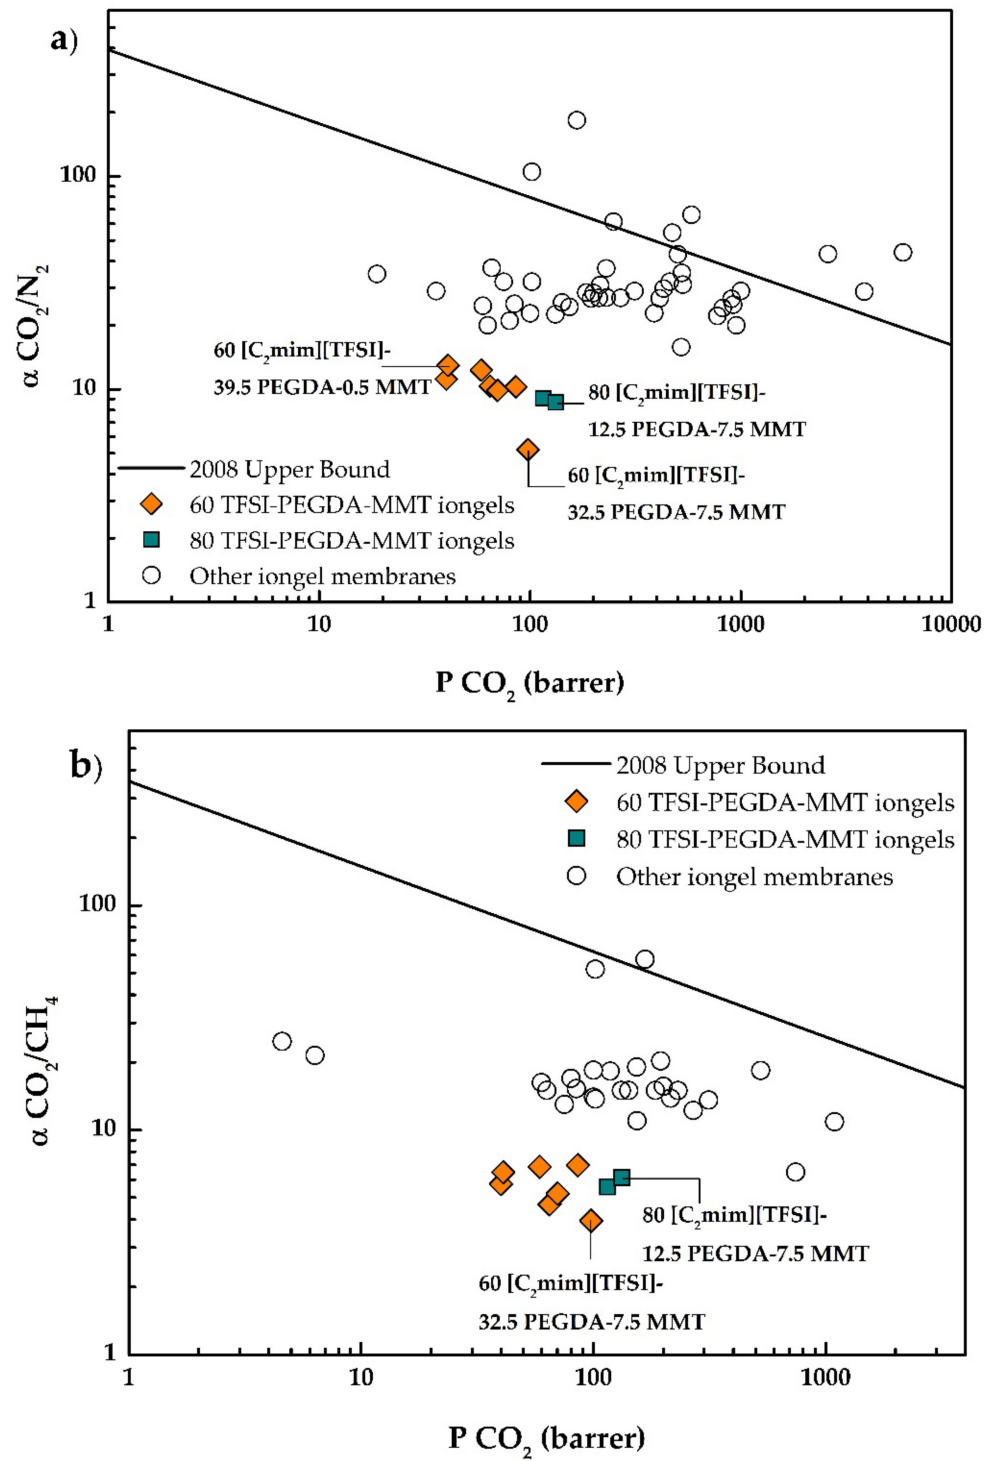 a)
α CO₂/N₂
100
10
1
60 [C₂mim][TFSI]-
39.5 PEGDA-0.5 MMT
80 [C₂mim][TFSI]-
12.5 PEGDA-7.5 MMT
60 [C₂mim][TFSI]-
32.5 PEGDA-7.5 MMT
2008 Upper Bound
60 TFSI-PEGDA-MMT iongels
80 TFSI-PEGDA-MMT iongels
Other iongel membranes
1 10 100 1000 10000
P CO₂ (barrer)
b)
2008 Upper Bound
60 TFSI-PEGDA-MMT iongels
80 TFSI-PEGDA-MMT iongels
Other iongel membranes
α CO₂/CH₄
100
10
1
80 [C₂mim][TFSI]-
12.5 PEGDA-7.5 MMT
60 [C₂mim][TFSI]-
32.5 PEGDA-7.5 MMT
1 10 100 1000
P CO₂ (barrer)